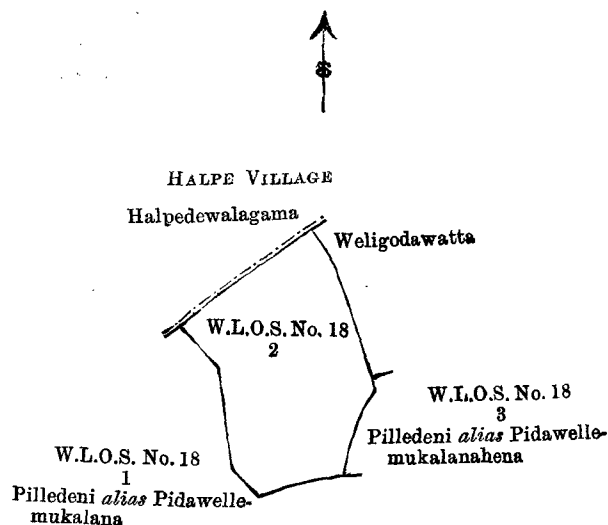 HALPE VILLAGE
Halpedewalagama
Weligodawatta
W.L.O.S. No. 18
2
W.L.O.S. No. 18
3
Pilledeni alias Pidawelle-
mukalanahena
W.L.O.S. No. 18
1
Pilledeni alias Pidawelle-
mukalana